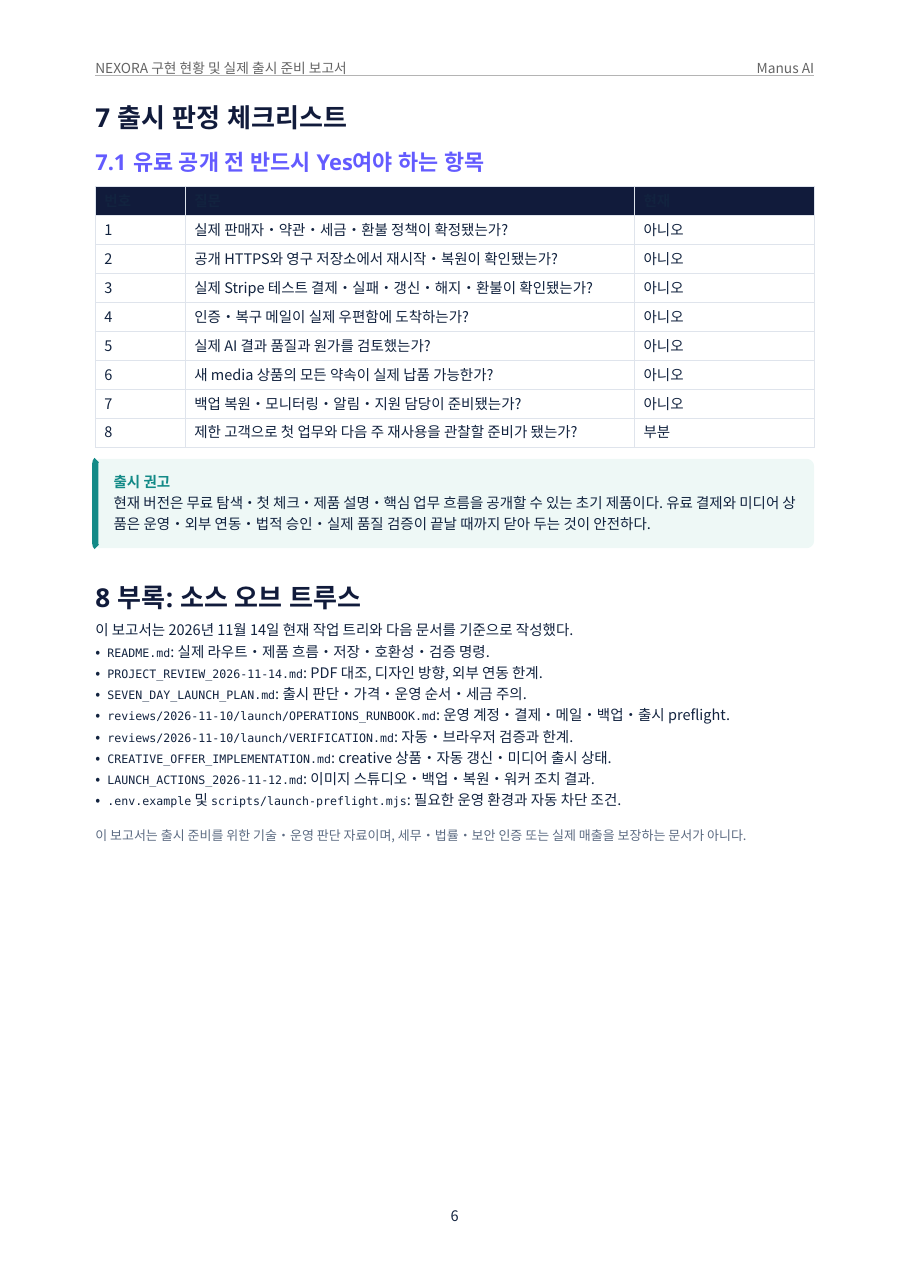 NEXORA 구현 현황 및 실제 출시 준비 보고서 Manus AI
7 출시 판정 체크리스트
7.1 유료 공개 전 반드시 Yes여야 하는 항목
번호 질문 현재
1 실제 판매자・약관・세금・환불 정책이 확정됐는가? 아니오
2 공개 HTTPS와 영구 저장소에서 재시작・복원이 확인됐는가? 아니오
3 실제 Stripe 테스트 결제・실패・갱신・해지・환불이 확인됐는가? 아니오
4 인증・복구 메일이 실제 우편함에 도착하는가? 아니오
5 실제 AI 결과 품질과 원가를 검토했는가? 아니오
6 새 media 상품의 모든 약속이 실제 납품 가능한가? 아니오
7 백업 복원・모니터링・알림・지원 담당이 준비됐는가? 아니오
8 제한 고객으로 첫 업무와 다음 주 재사용을 관찰할 준비가 됐는가? 부분
출시 권고
현재 버전은 무료 탐색・첫 체크・제품 설명・핵심 업무 흐름을 공개할 수 있는 초기 제품이다. 유료 결제와 미디어 상
품은 운영・외부 연동・법적 승인・실제 품질 검증이 끝날 때까지 닫아 두는 것이 안전하다.
8 부록: 소스 오브 트루스
이 보고서는 2026년 11월 14일 현재 작업 트리와 다음 문서를 기준으로 작성했다.
• README.md: 실제 라우트・제품 흐름・저장・호환성・검증 명령.
• PROJECT_REVIEW_2026-11-14.md: PDF 대조, 디자인 방향, 외부 연동 한계.
• SEVEN_DAY_LAUNCH_PLAN.md: 출시 판단・가격・운영 순서・세금 주의.
• reviews/2026-11-10/launch/OPERATIONS_RUNBOOK.md: 운영 계정・결제・메일・백업・출시 preflight.
• reviews/2026-11-10/launch/VERIFICATION.md: 자동・브라우저 검증과 한계.
• CREATIVE_OFFER_IMPLEMENTATION.md: creative 상품・자동 갱신・미디어 출시 상태.
• LAUNCH_ACTIONS_2026-11-12.md: 이미지 스튜디오・백업・복원・워커 조치 결과.
• .env.example 및 scripts/launch-preflight.mjs: 필요한 운영 환경과 자동 차단 조건.
이 보고서는 출시 준비를 위한 기술・운영 판단 자료이며, 세무・법률・보안 인증 또는 실제 매출을 보장하는 문서가 아니다.
6